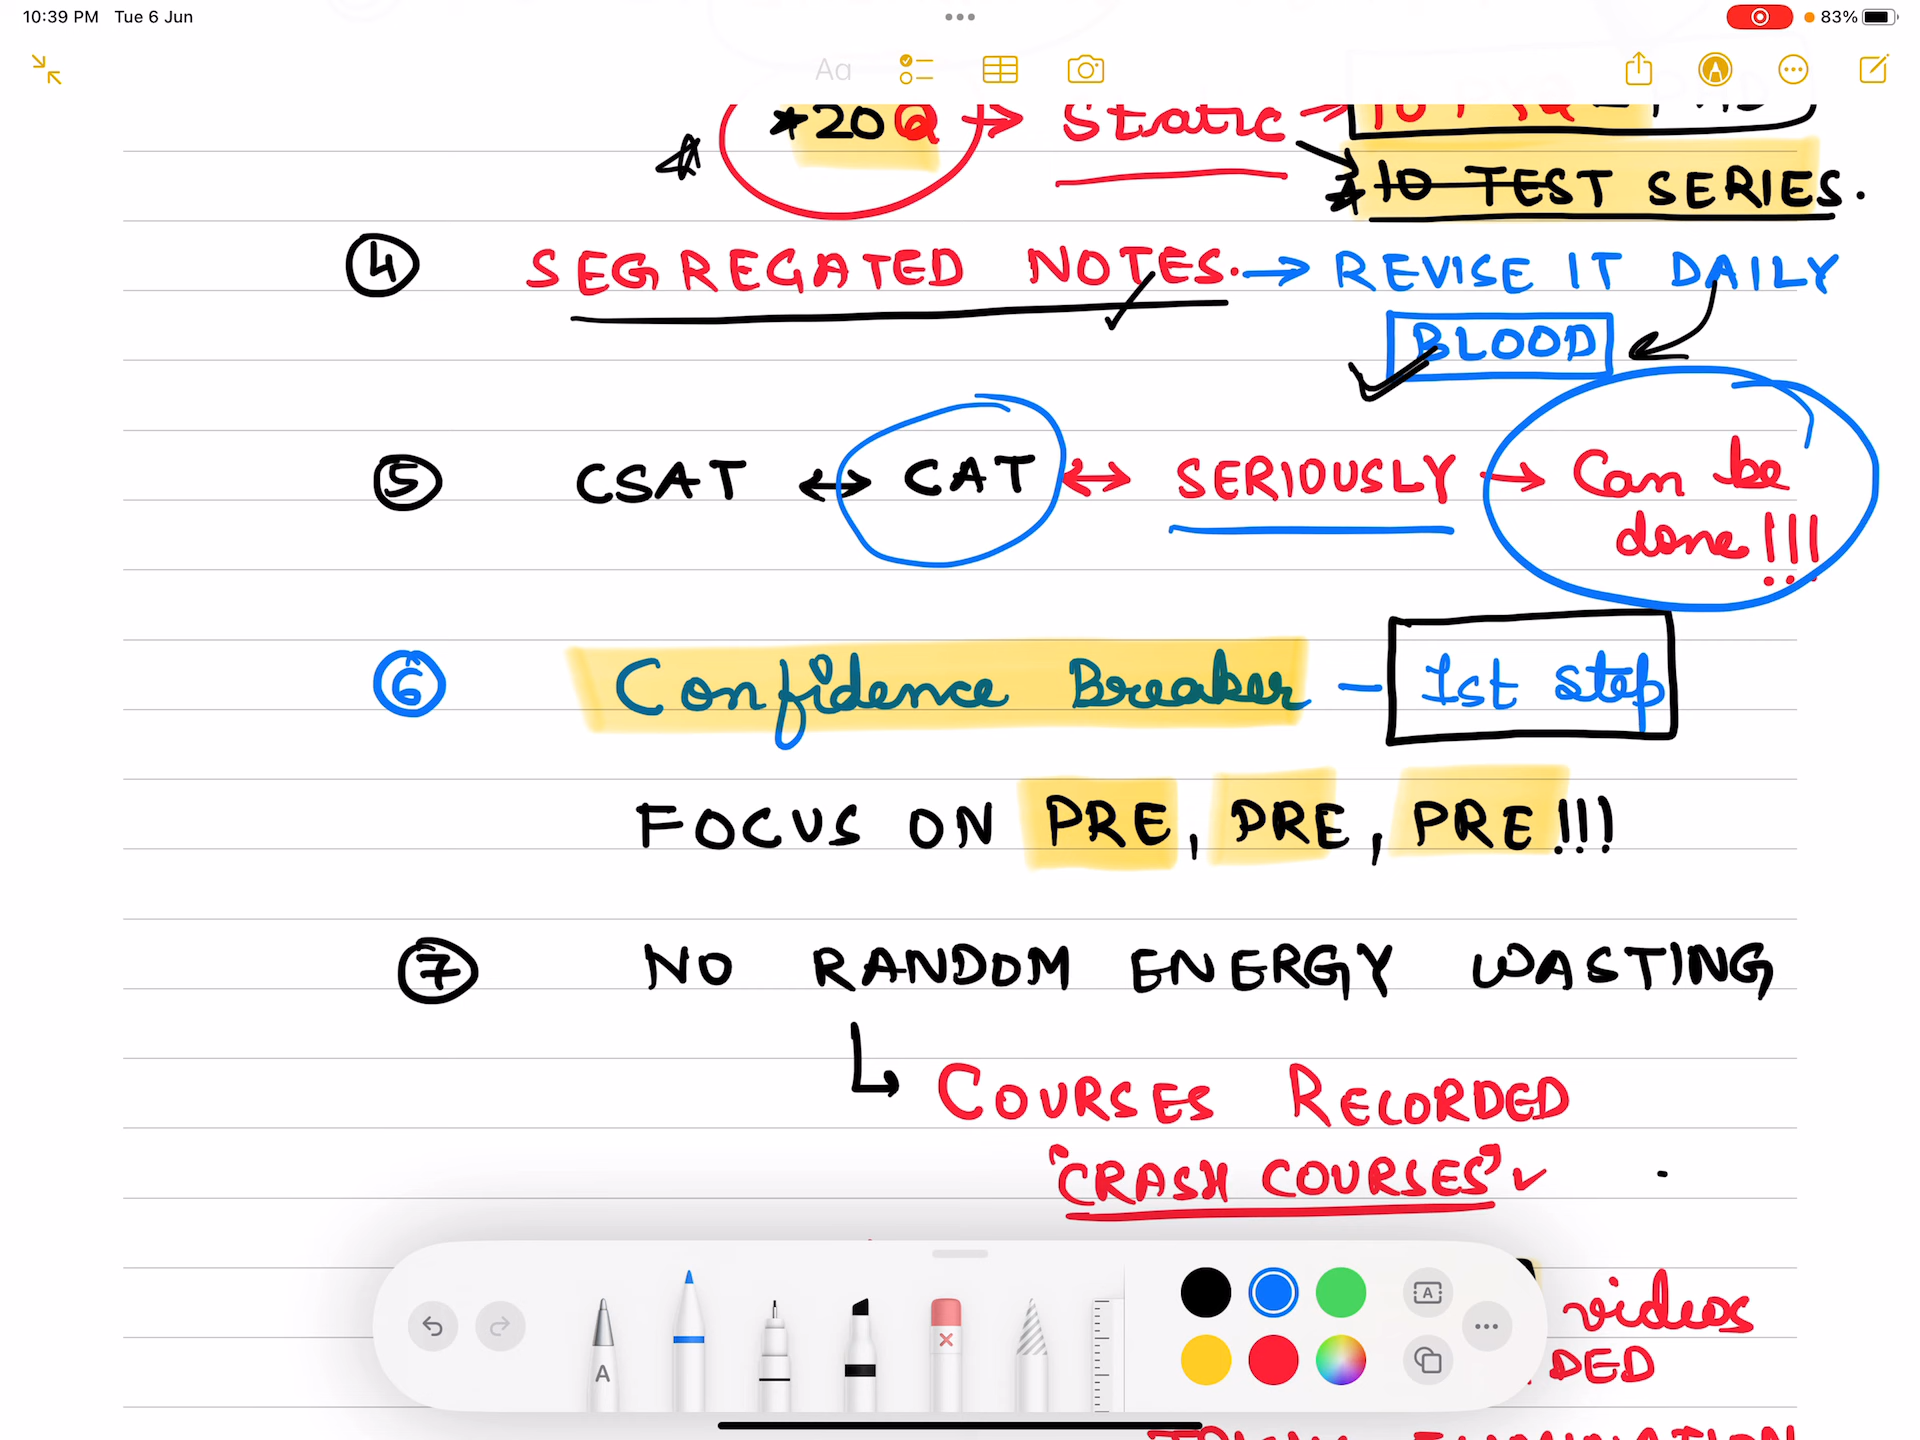 10:39 PM Tue 6 Jun
83%
Aa
*20Q → Static →
10 TEST SERIES.
④ SEGREGATED NOTES. → REVISE IT DAILY
BLOOD
⑤ CSAT ↔ CAT ↔ SERIOUSLY → Can be
done!!!
⑥ Confidence Breaker - 1st step
FOCUS ON PRE, PRE, PRE!!!
⑦ NO RANDOM ENERGY WASTING
↳ COURSES RECORDED
"CRASH COURSES"
videos
DED
A
A